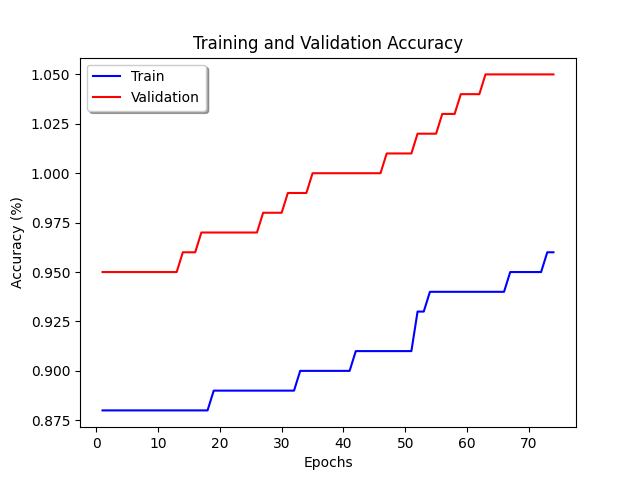 Training and Validation Accuracy
Train
Validation
Accuracy (%)
1.050
1.025
1.000
0.975
0.950
0.925
0.900
0.875
0 10 20 30 40 50 60 70
Epochs